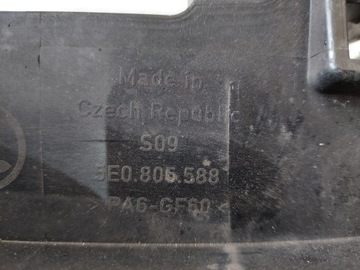 Made in
Czech Republic
S09
5E0.806.588
>PA6-GF60<